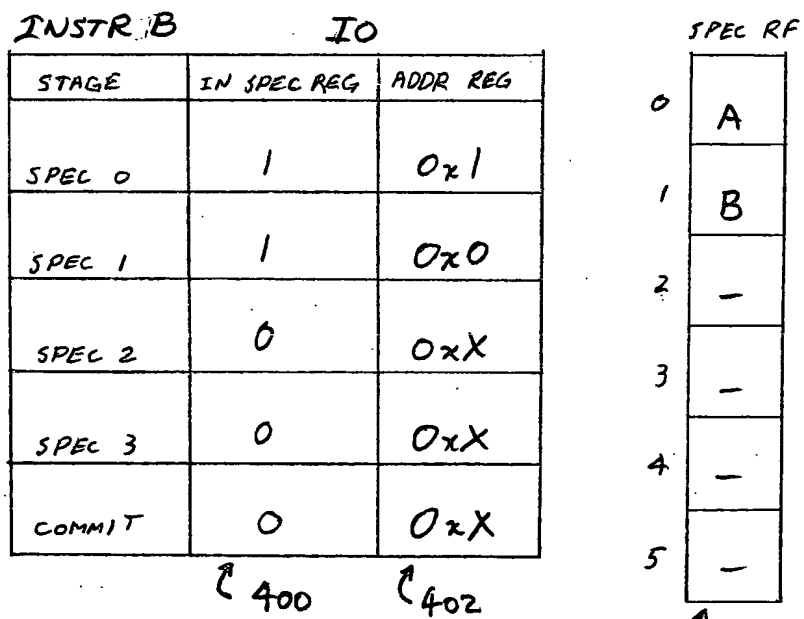 INSTR B IO SPEC RF
STAGE IN SPEC REG ADDR REG
SPEC 0 1 0x1
SPEC 1 1 0x0
SPEC 2 0 0xX
SPEC 3 0 0xX
COMMIT 0 0xX
400 402
0 A
1 B
2 –
3 –
4 –
5 –